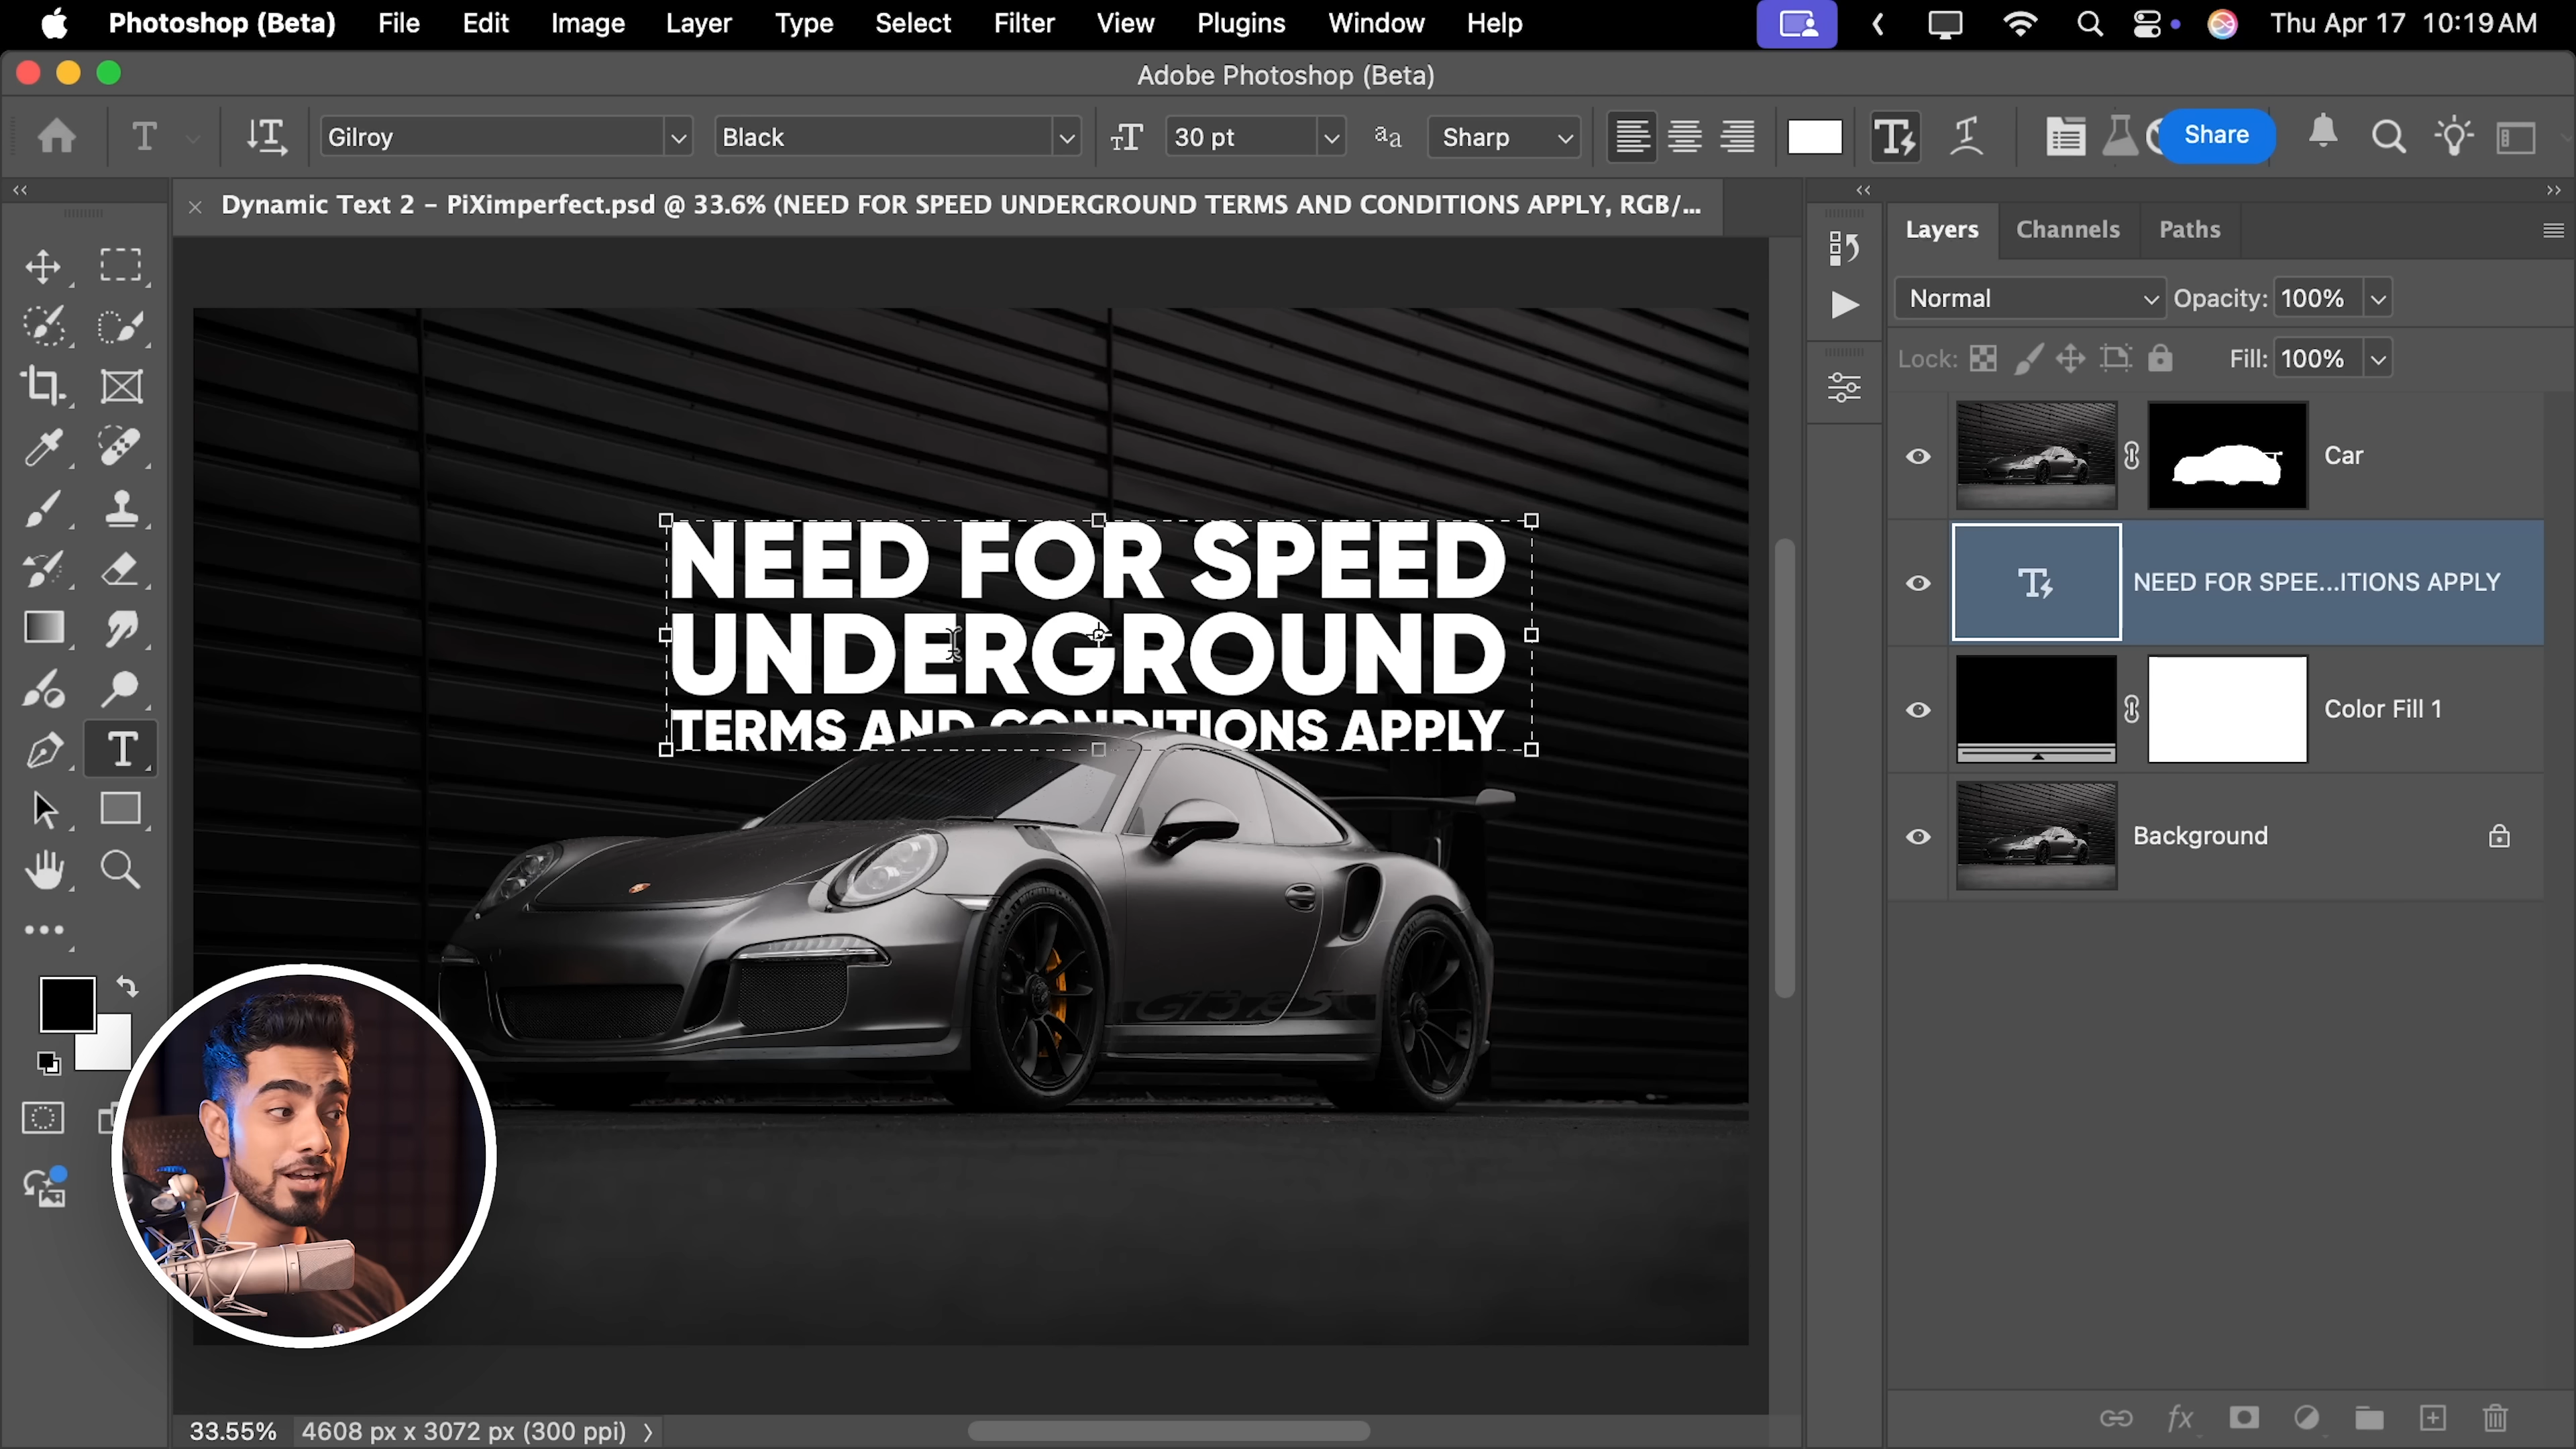 Photoshop (Beta) File Edit Image Layer Type Select Filter View Plugins Window Help Thu Apr 17 10:19 AM
Adobe Photoshop (Beta)
Gilroy Black 30 pt Sharp Share
Dynamic Text 2 – PiXimperfect.psd @ 33.6% (NEED FOR SPEED UNDERGROUND TERMS AND CONDITIONS APPLY, RGB/...
Layers Channels Paths
Normal Opacity: 100%
Lock: Fill: 100%
Car
NEED FOR SPEE...ITIONS APPLY
Color Fill 1
Background
NEED FOR SPEED
UNDERGROUND
TERMS AND CONDITIONS APPLY
GT3 RS
33.55% 4608 px x 3072 px (300 ppi)